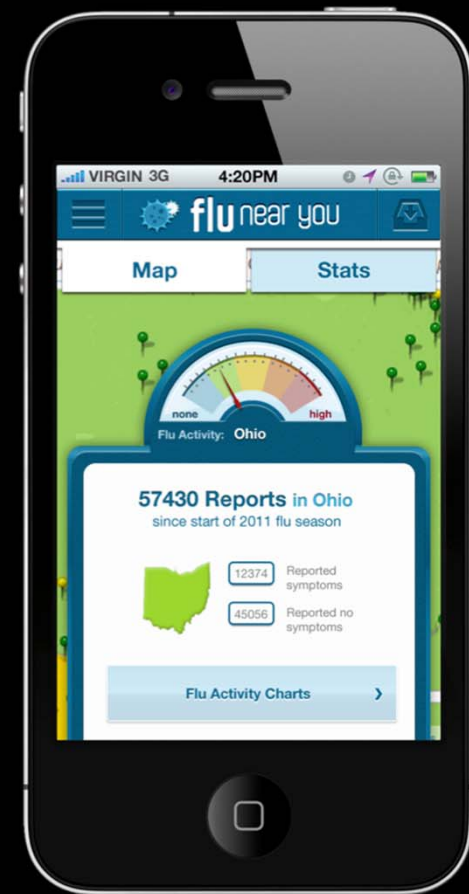 VIRGIN 3G 4:20PM
flu near you
Map Stats
none high
Flu Activity: Ohio
57430 Reports in Ohio
since start of 2011 flu season
12374 Reported
symptoms
45056 Reported no
symptoms
Flu Activity Charts